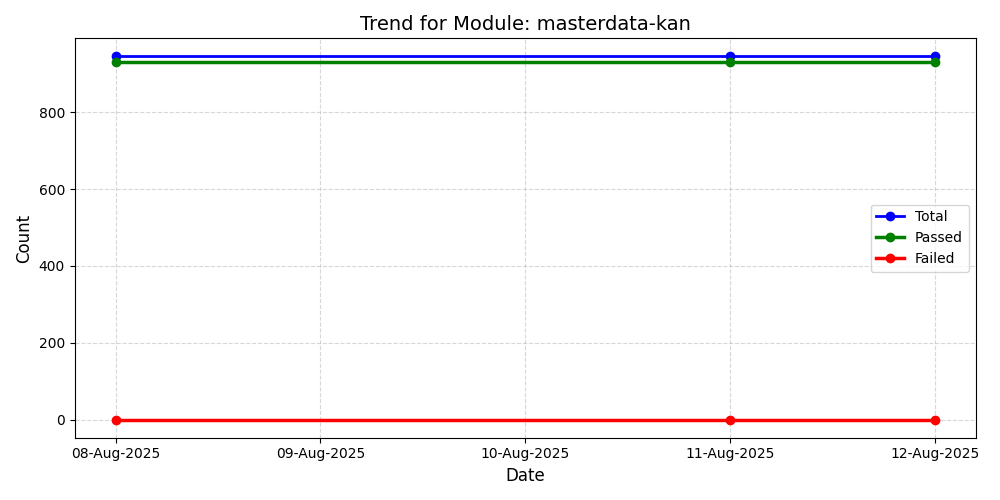 Trend for Module: masterdata-kan
Count
800
600
400
200
0
Total
Passed
Failed
08-Aug-2025
09-Aug-2025
10-Aug-2025
11-Aug-2025
12-Aug-2025
Date